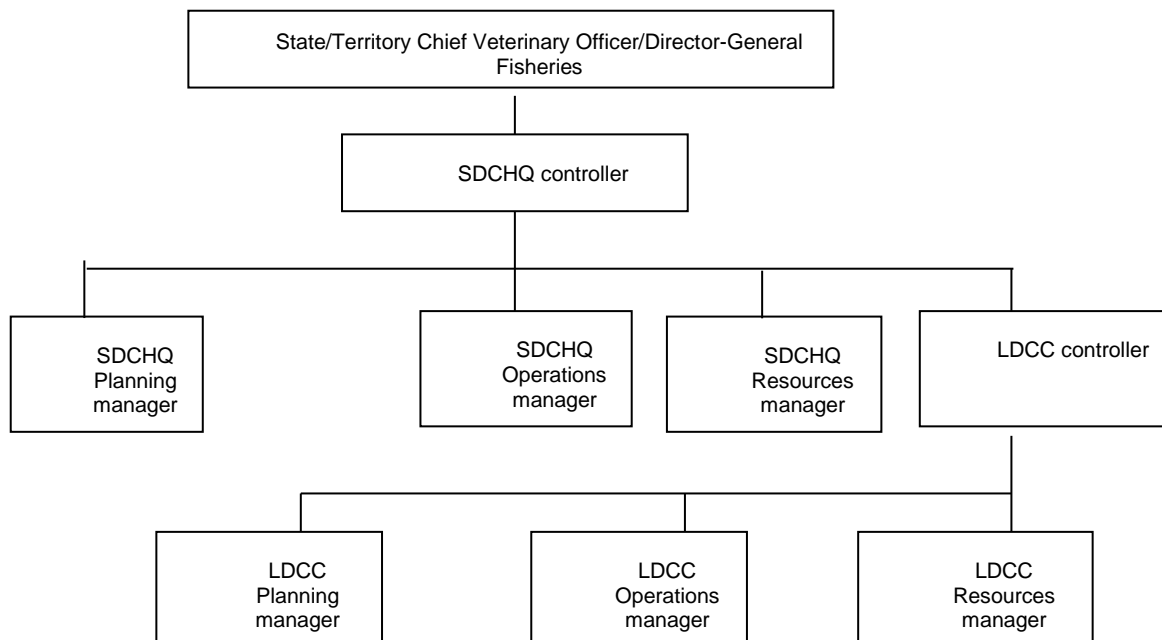 State/Territory Chief Veterinary Officer/Director-General
Fisheries
SDCHQ controller
SDCHQ
Planning
manager
SDCHQ
Operations
manager
SDCHQ
Resources
manager
LDCC controller
LDCC
Planning
manager
LDCC
Operations
manager
LDCC
Resources
manager